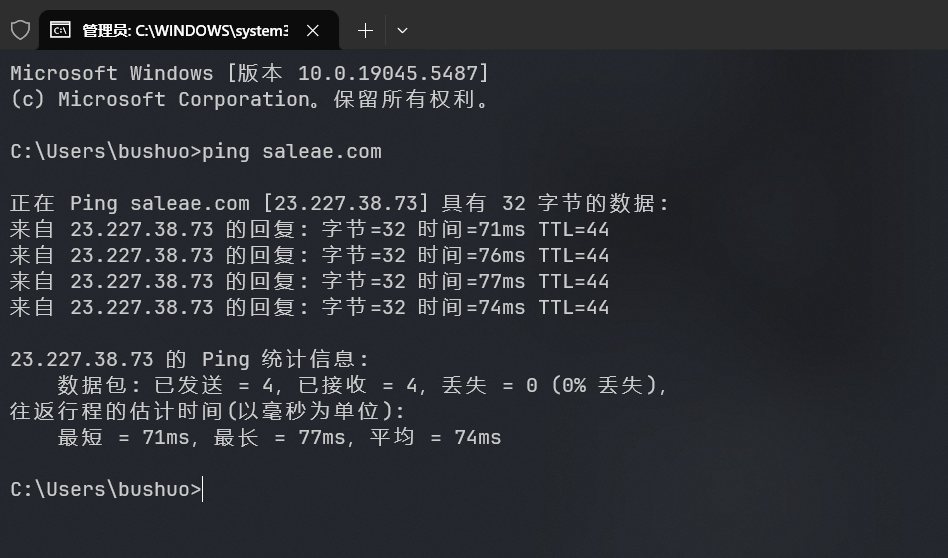 管理员: C:\WINDOWS\system3
Microsoft Windows [版本 10.0.19045.5487]
(c) Microsoft Corporation。保留所有权利。
C:\Users\bushuo>ping saleae.com
正在 Ping saleae.com [23.227.38.73] 具有 32 字节的数据:
来自 23.227.38.73 的回复: 字节=32 时间=71ms TTL=44
来自 23.227.38.73 的回复: 字节=32 时间=76ms TTL=44
来自 23.227.38.73 的回复: 字节=32 时间=77ms TTL=44
来自 23.227.38.73 的回复: 字节=32 时间=74ms TTL=44
23.227.38.73 的 Ping 统计信息:
    数据包: 已发送 = 4, 已接收 = 4, 丢失 = 0 (0% 丢失),
往返行程的估计时间(以毫秒为单位):
    最短 = 71ms, 最长 = 77ms, 平均 = 74ms
C:\Users\bushuo>